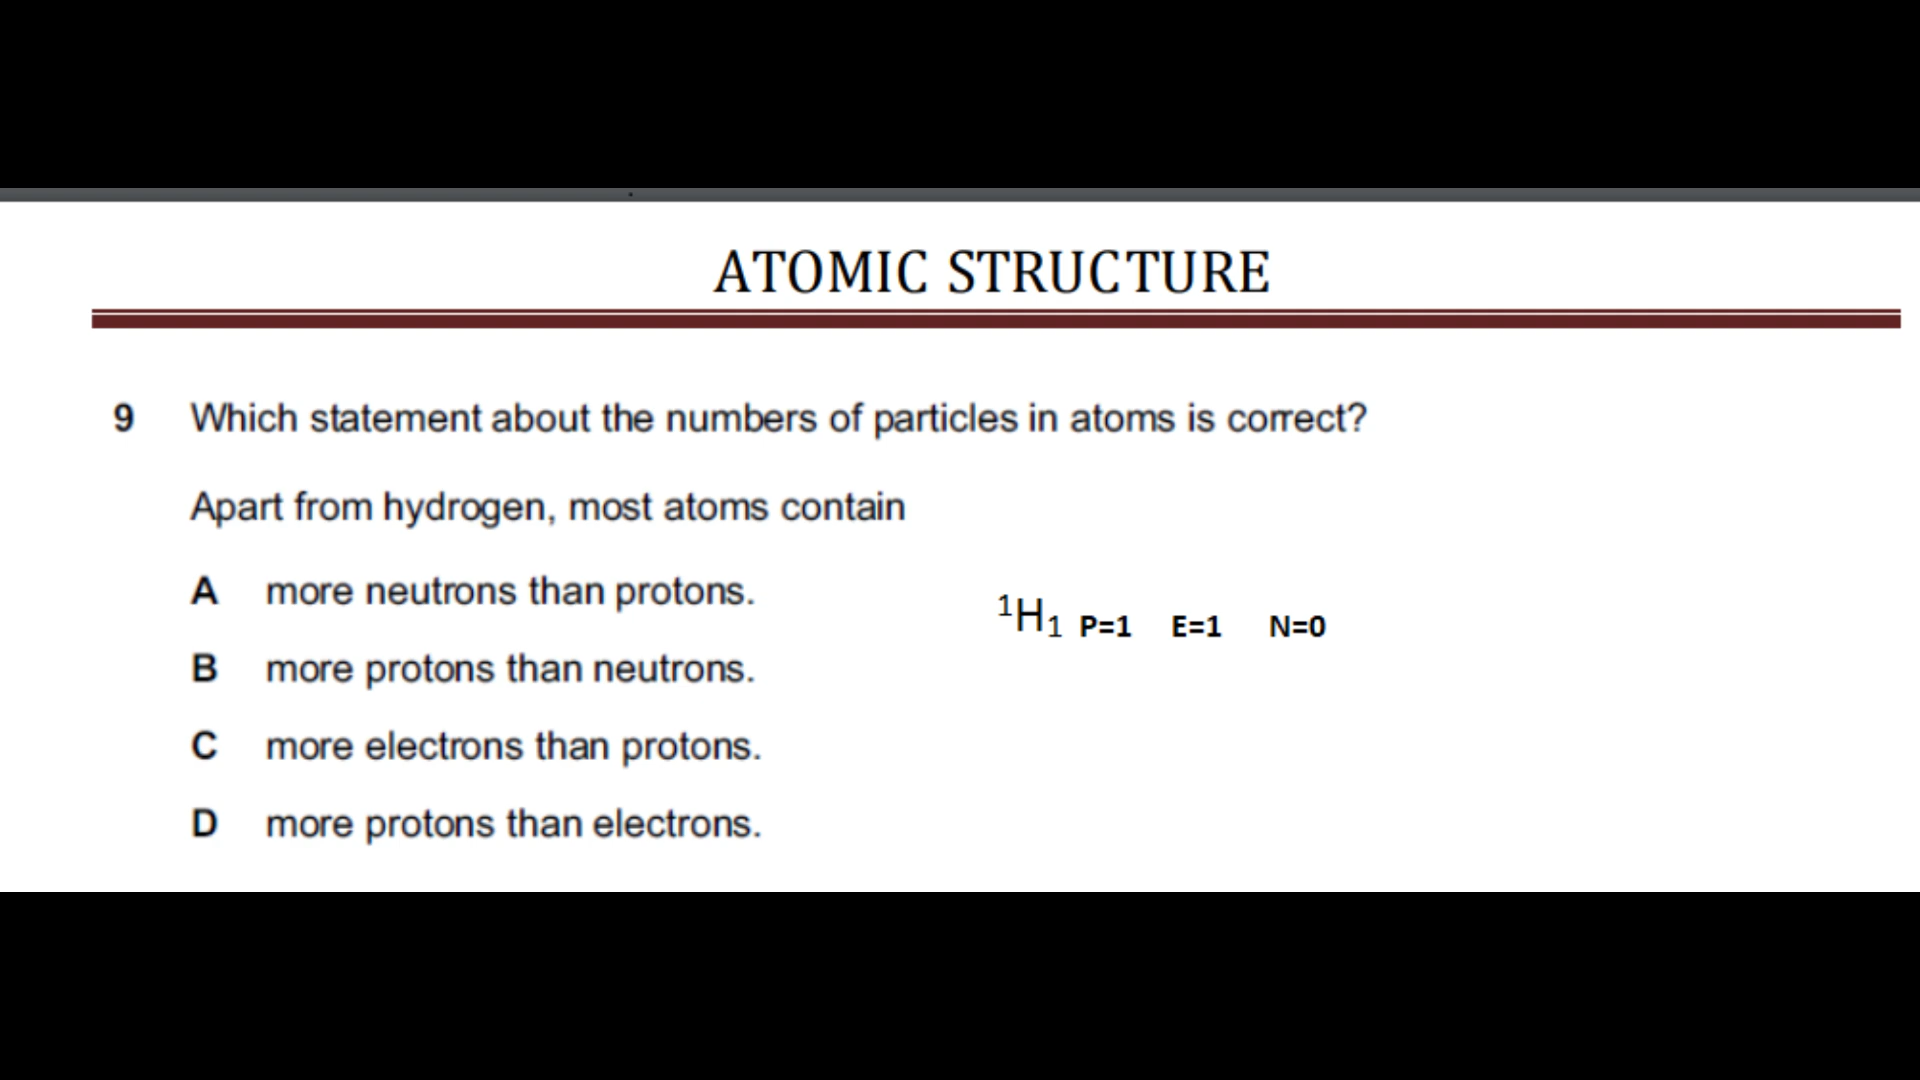 ATOMIC STRUCTURE
9 Which statement about the numbers of particles in atoms is correct?
Apart from hydrogen, most atoms contain
A more neutrons than protons.
¹H₁ P=1 E=1 N=0
B more protons than neutrons.
C more electrons than protons.
D more protons than electrons.